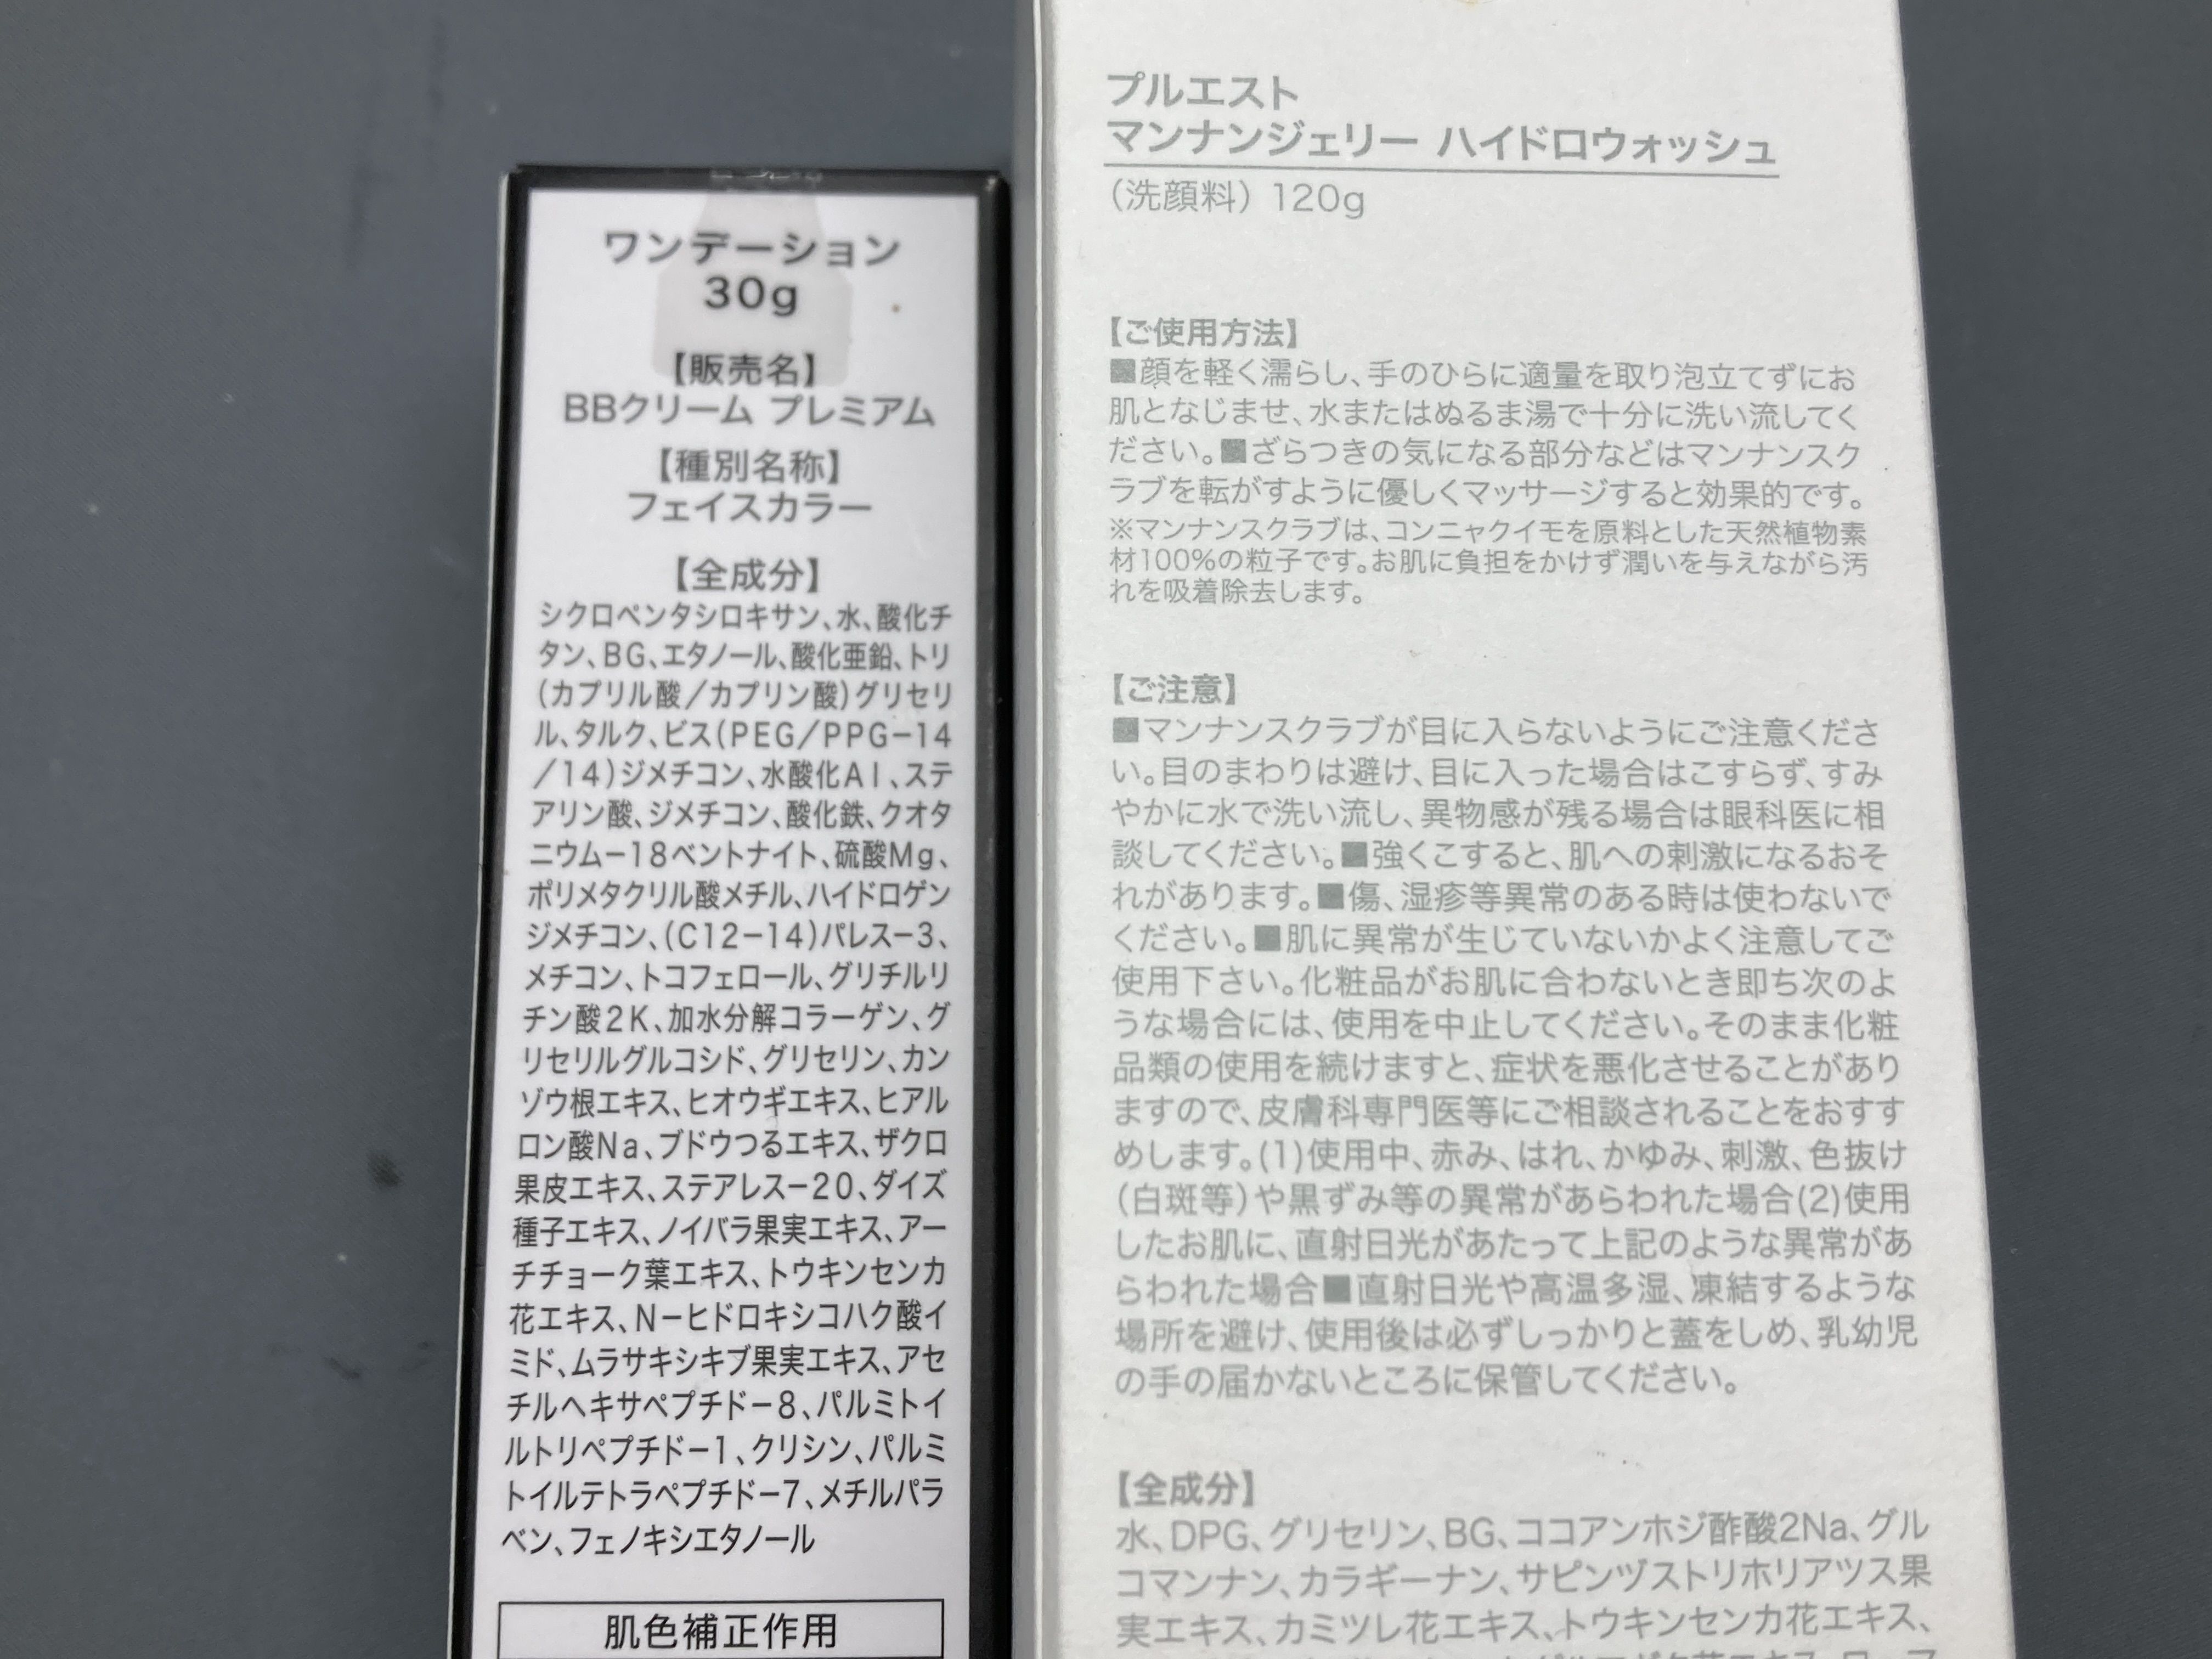 ワンデーション
30g
【販売名】
BBクリーム プレミアム
【種別名称】
フェイスカラー
【全成分】
シクロペンタシロキサン、水、酸化チ
タン、BG、エタノール、酸化亜鉛、トリ
(カプリル酸/カプリン酸)グリセリ
ル、タルク、ビス(PEG/PPG-14
/14)ジメチコン、水酸化Al、ステ
アリン酸、ジメチコン、酸化鉄、クオタ
ニウム-18ベントナイト、硫酸Mg、
ポリメタクリル酸メチル、ハイドロゲン
ジメチコン、(C12-14)パレス-3、
メチコン、トコフェロール、グリチルリ
チン酸2K、加水分解コラーゲン、グ
リセリルグルコシド、グリセリン、カン
ゾウ根エキス、ヒオウギエキス、ヒアル
ロン酸Na、ブドウつるエキス、ザクロ
果皮エキス、ステアレス-20、ダイズ
種子エキス、ノイバラ果実エキス、アー
チチョーク葉エキス、トウキンセンカ
花エキス、N-ヒドロキシコハク酸イ
ミド、ムラサキシキブ果実エキス、アセ
チルヘキサペプチド-8、パルミトイ
ルトリペプチド-1、クリシン、パルミ
トイルテトラペプチド-7、メチルパラ
ベン、フェノキシエタノール
肌色補正作用
プルエスト
マンナンジェリー ハイドロウォッシュ
(洗顔料) 120g
【ご使用方法】
■顔を軽く濡らし、手のひらに適量を取り泡立てずにお
肌となじませ、水またはぬるま湯で十分に洗い流してく
ださい。■ざらつきの気になる部分などはマンナンスク
ラブを転がすように優しくマッサージすると効果的です。
※マンナンスクラブは、コンニャクイモを原料とした天然植物素
材100%の粒子です。お肌に負担をかけず潤いを与えながら汚
れを吸着除去します。
【ご注意】
■マンナンスクラブが目に入らないようにご注意くださ
い。目のまわりは避け、目に入った場合はこすらず、すみ
やかに水で洗い流し、異物感が残る場合は眼科医に相
談してください。■強くこすると、肌への刺激になるおそ
れがあります。■傷、湿疹等異常のある時は使わないで
ください。■肌に異常が生じていないかよく注意してご
使用下さい。化粧品がお肌に合わないとき即ち次のよ
うな場合には、使用を中止してください。そのまま化粧
品類の使用を続けますと、症状を悪化させることがあり
ますので、皮膚科専門医等にご相談されることをおすす
めします。(1)使用中、赤み、はれ、かゆみ、刺激、色抜け
(白斑等)や黒ずみ等の異常があらわれた場合(2)使用
したお肌に、直射日光があたって上記のような異常があ
らわれた場合■直射日光や高温多湿、凍結するような
場所を避け、使用後は必ずしっかりと蓋をしめ、乳幼児
の手の届かないところに保管してください。
【全成分】
水、DPG、グリセリン、BG、ココアンホジ酢酸2Na、グル
コマンナン、カラギーナン、サピンヅストリホリアツス果
実エキス、カミツレ花エキス、トウキンセンカ花エキス、